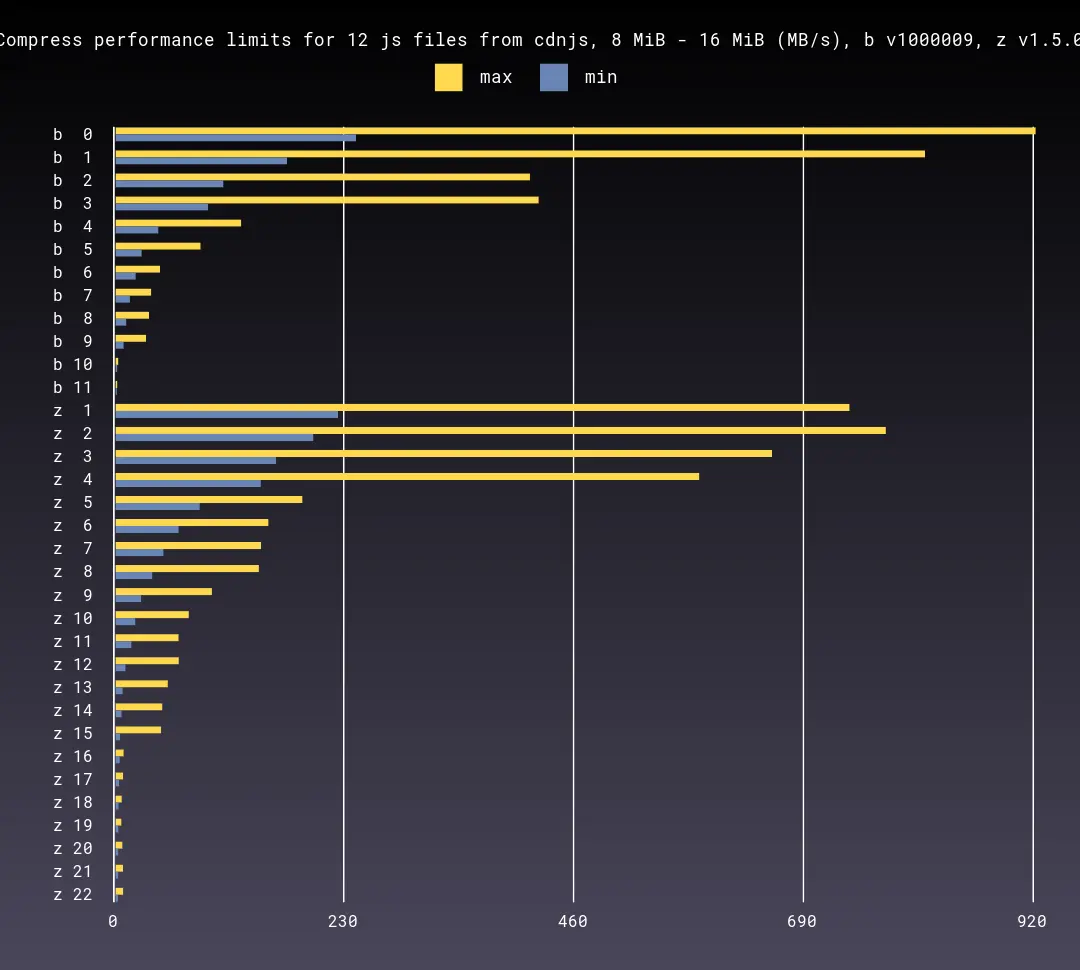 Compress performance limits for 12 js files from cdnjs, 8 MiB - 16 MiB (MB/s), b v1000009, z v1.5.0
max min
b 0
b 1
b 2
b 3
b 4
b 5
b 6
b 7
b 8
b 9
b 10
b 11
z 1
z 2
z 3
z 4
z 5
z 6
z 7
z 8
z 9
z 10
z 11
z 12
z 13
z 14
z 15
z 16
z 17
z 18
z 19
z 20
z 21
z 22
0 230 460 690 920